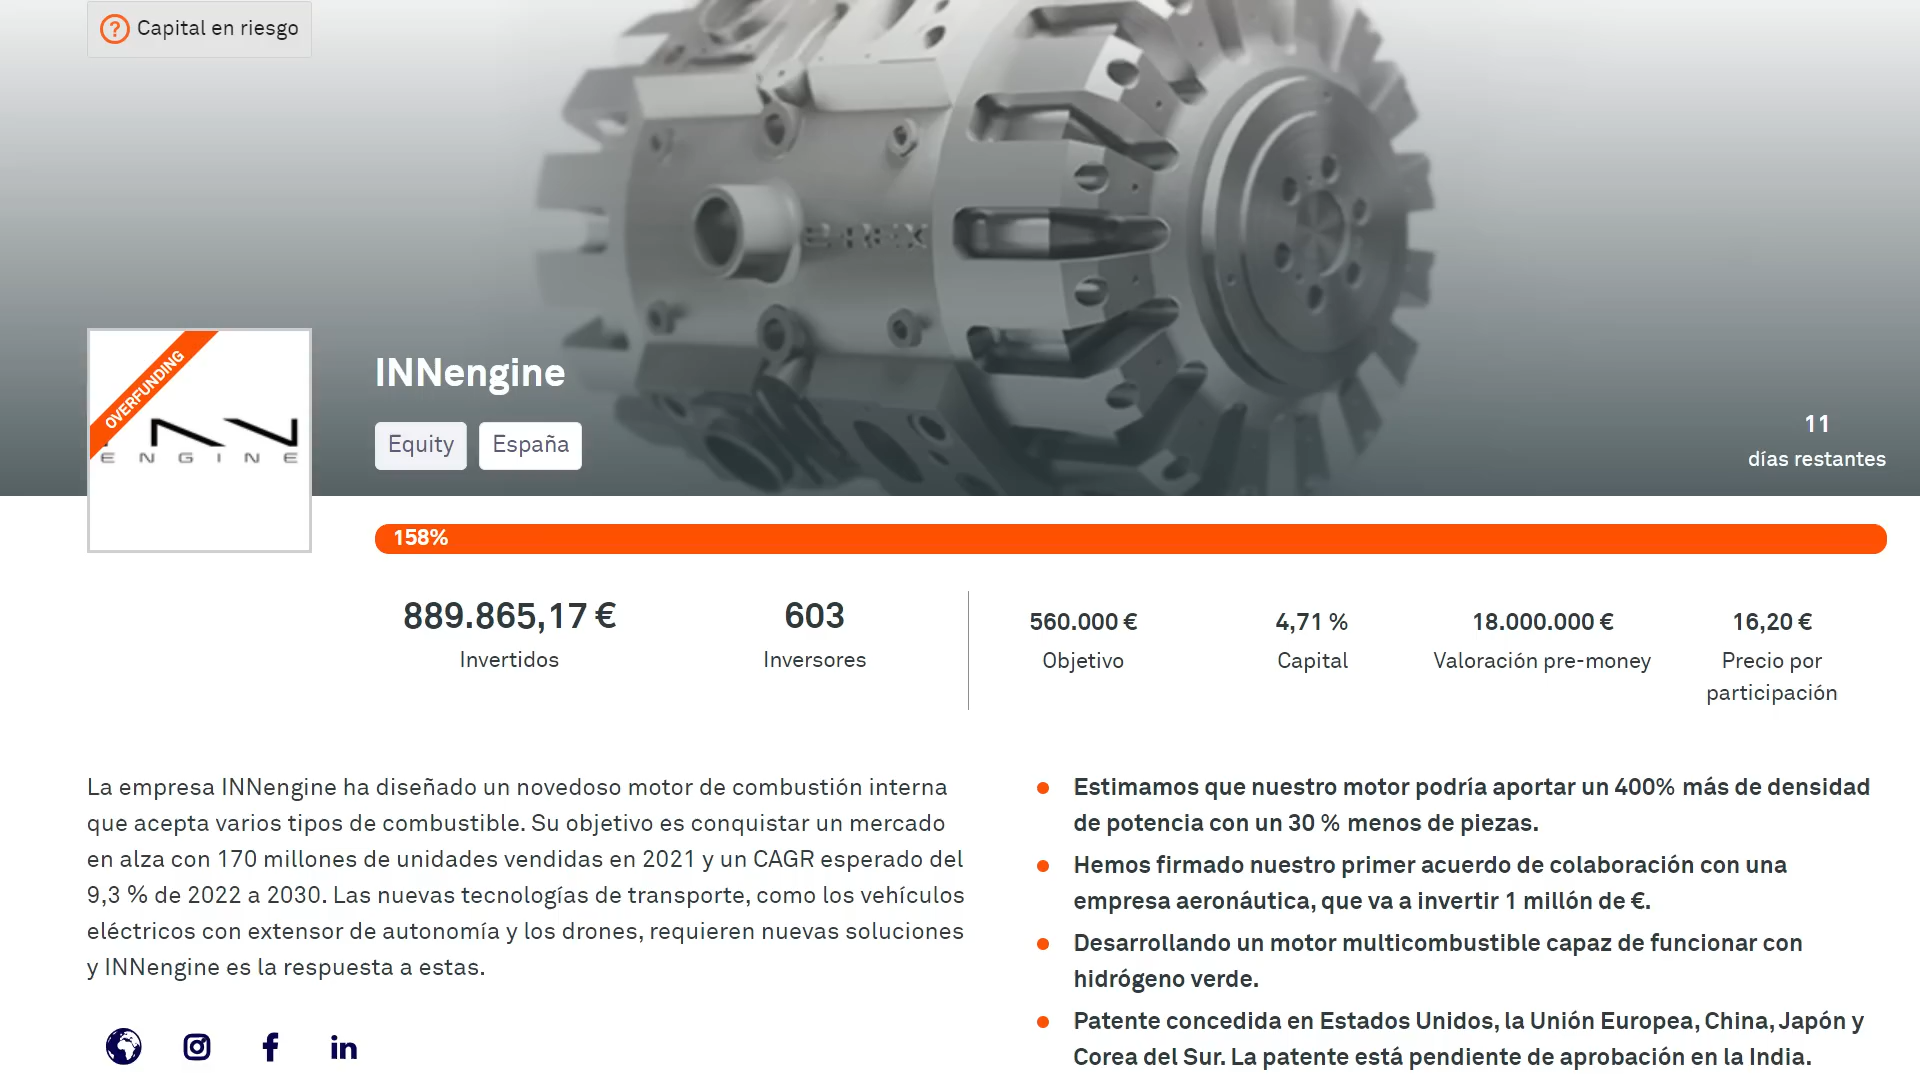 Capital en riesgo
OVERFUNDING
ENGINE
INNengine
Equity
España
11
días restantes
158%
889.865,17 €
Invertidos
603
Inversores
560.000 €
Objetivo
4,71 %
Capital
18.000.000 €
Valoración pre-money
16,20 €
Precio por
participación
La empresa INNengine ha diseñado un novedoso motor de combustión interna
que acepta varios tipos de combustible. Su objetivo es conquistar un mercado
en alza con 170 millones de unidades vendidas en 2021 y un CAGR esperado del
9,3 % de 2022 a 2030. Las nuevas tecnologías de transporte, como los vehículos
eléctricos con extensor de autonomía y los drones, requieren nuevas soluciones
y INNengine es la respuesta a estas.
Estimamos que nuestro motor podría aportar un 400% más de densidad
de potencia con un 30 % menos de piezas.
Hemos firmado nuestro primer acuerdo de colaboración con una
empresa aeronáutica, que va a invertir 1 millón de €.
Desarrollando un motor multicombustible capaz de funcionar con
hidrógeno verde.
Patente concedida en Estados Unidos, la Unión Europea, China, Japón y
Corea del Sur. La patente está pendiente de aprobación en la India.